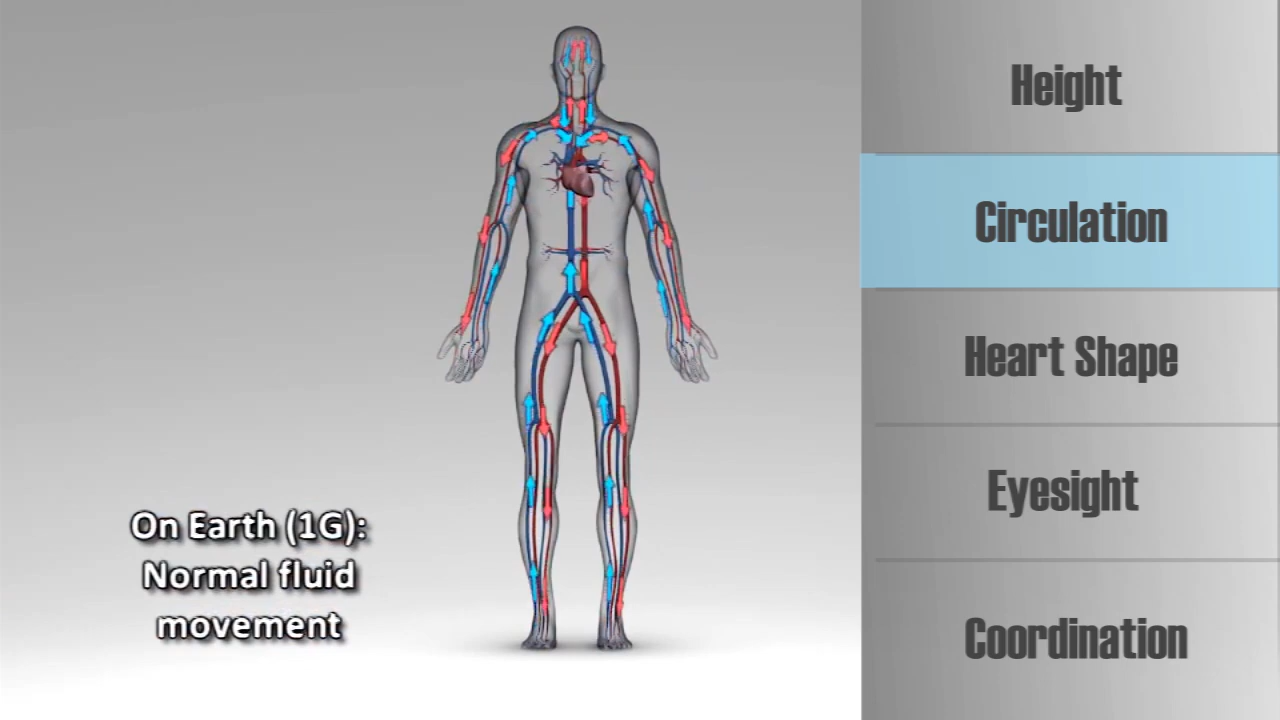 On Earth (1G):
Normal fluid
movement
Height
Circulation
Heart Shape
Eyesight
Coordination